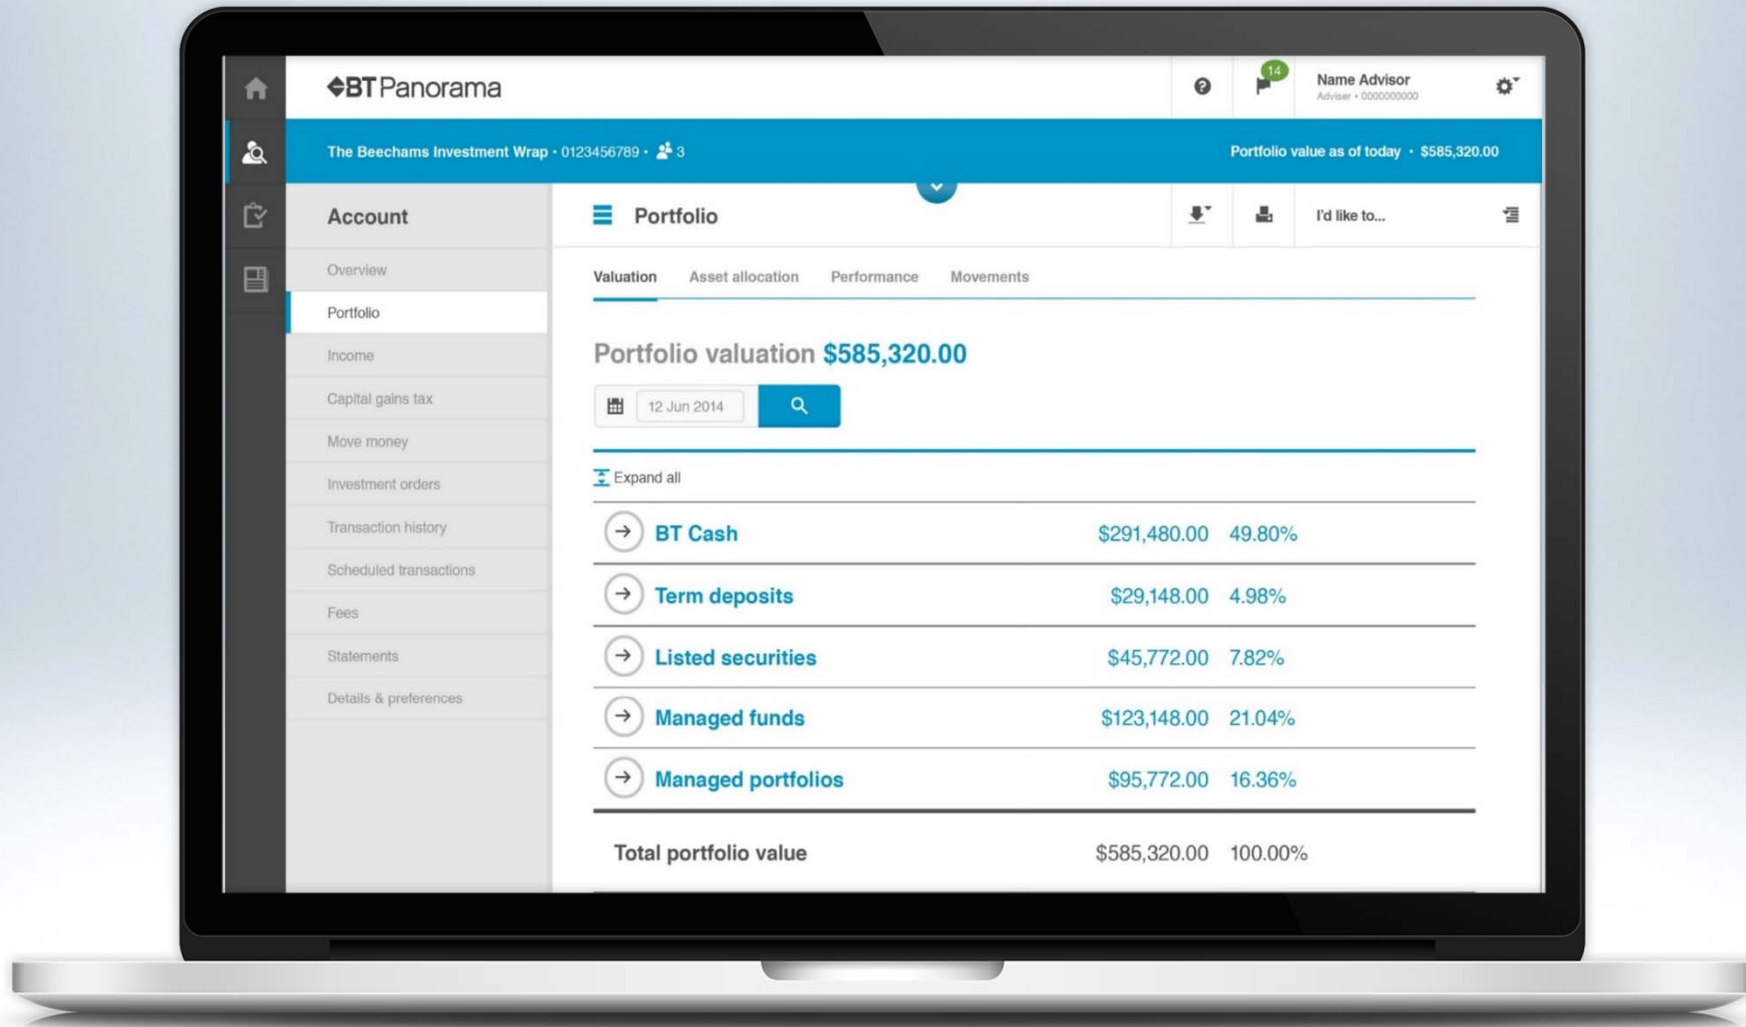 BT Panorama
14
Name Advisor
Adviser • 0000000000
The Beechams Investment Wrap • 0123456789 • 3
Portfolio value as of today • $585,320.00
Account
Portfolio
I'd like to...
Overview
Portfolio
Income
Capital gains tax
Move money
Investment orders
Transaction history
Scheduled transactions
Fees
Statements
Details & preferences
Valuation Asset allocation Performance Movements
Portfolio valuation $585,320.00
12 Jun 2014
Expand all
BT Cash $291,480.00 49.80%
Term deposits $29,148.00 4.98%
Listed securities $45,772.00 7.82%
Managed funds $123,148.00 21.04%
Managed portfolios $95,772.00 16.36%
Total portfolio value $585,320.00 100.00%